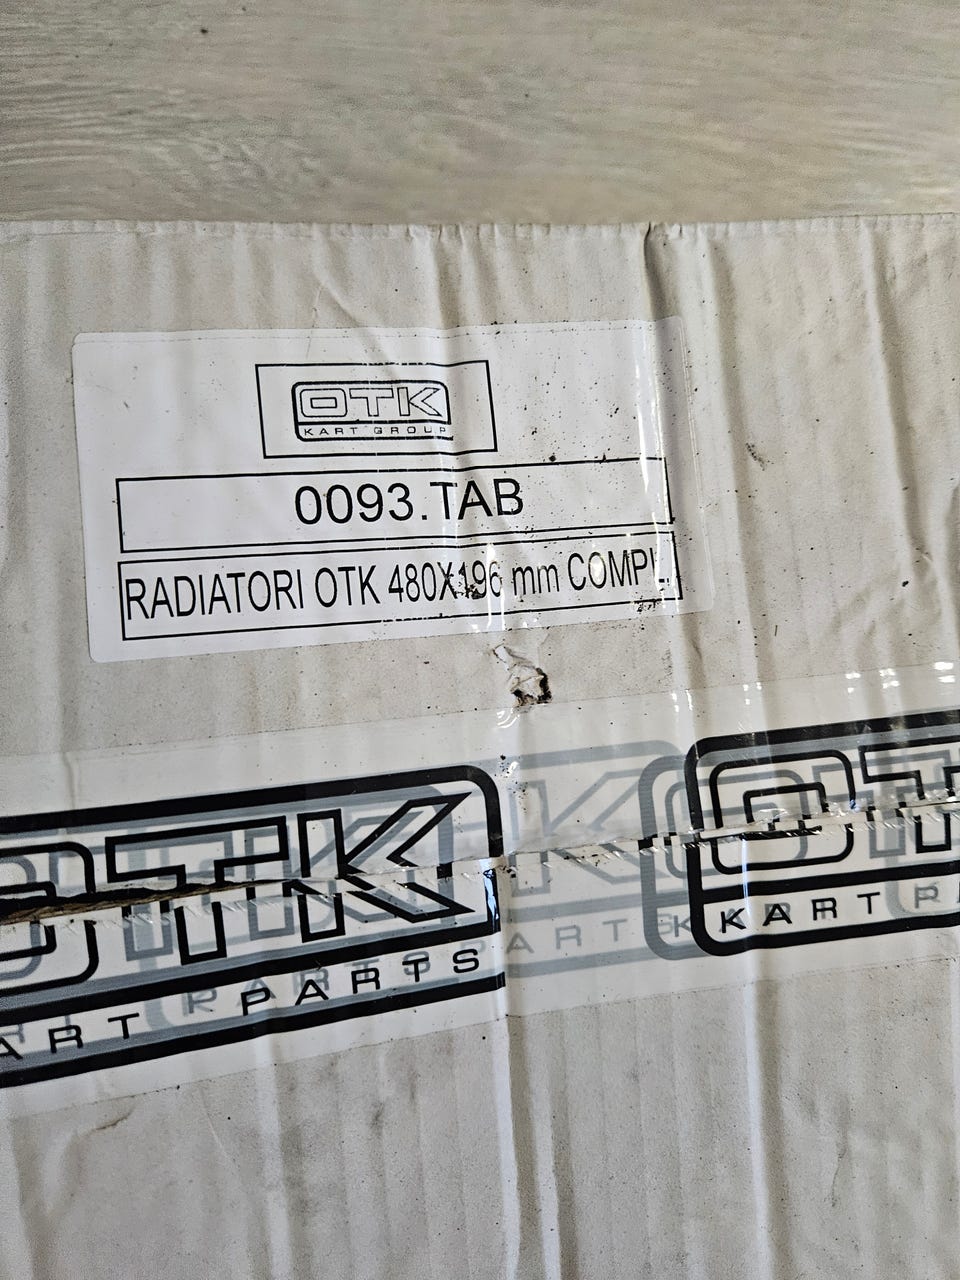 OTK
KART GROUP
0093.TAB
RADIATORI OTK 480X196 mm COMPL.
OTK
KART PARTS
OTK
KART